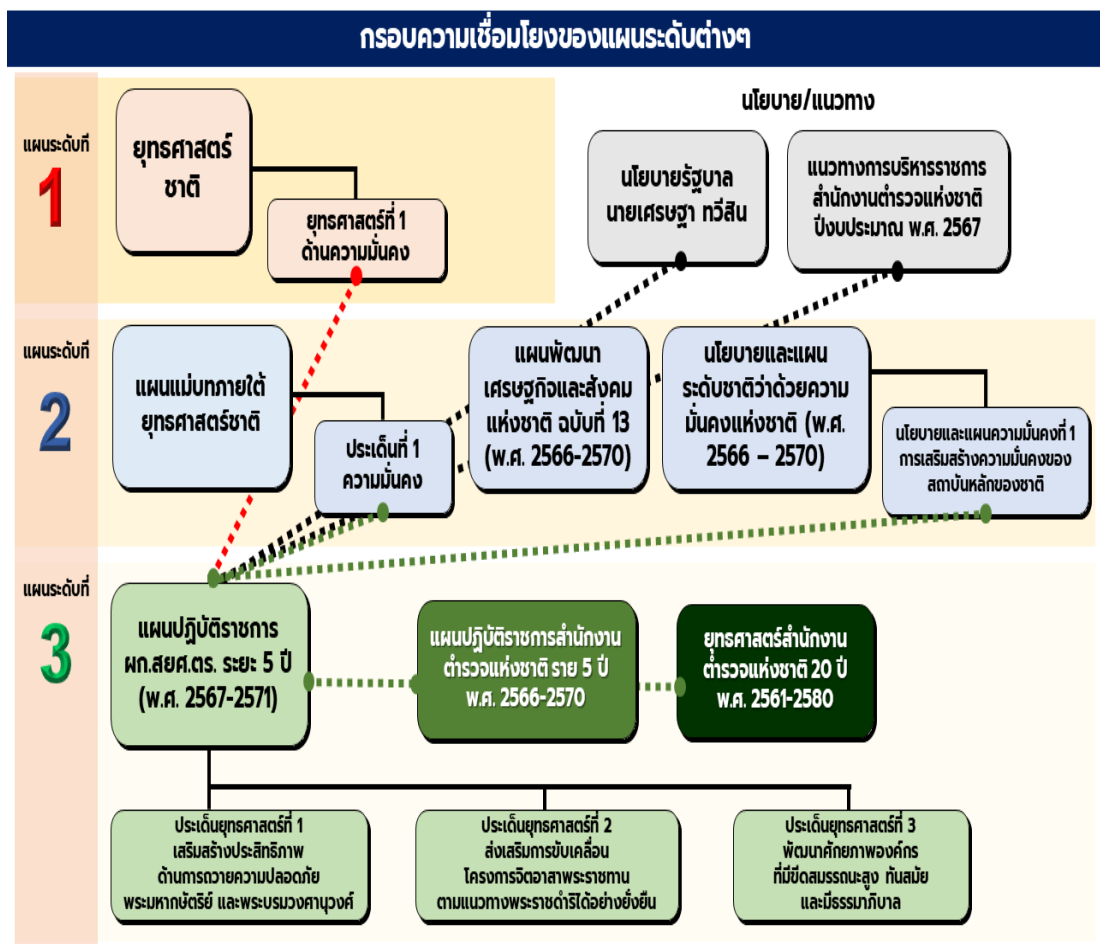 กรอบความเชื่อมโยงของแผนระดับต่างๆ
แผนระดับที่
1
ยุทธศาสตร์
ชาติ
ยุทธศาสตร์ที่ 1
ด้านความมั่นคง
นโยบาย/แนวทาง
นโยบายรัฐบาล
นายเศรษฐา ทวีสิน
แนวทางการบริหารราชการ
สำนักงานตำรวจแห่งชาติ
ปีงบประมาณ พ.ศ. 2567
แผนระดับที่
2
แผนแม่บทภายใต้
ยุทธศาสตร์ชาติ
ประเด็นที่ 1
ความมั่นคง
แผนพัฒนา
เศรษฐกิจและสังคม
แห่งชาติ ฉบับที่ 13
(พ.ศ. 2566-2570)
นโยบายและแผน
ระดับชาติว่าด้วยความ
มั่นคงแห่งชาติ (พ.ศ.
2566 – 2570)
นโยบายและแผนความมั่นคงที่ 1
การเสริมสร้างความมั่นคงของ
สถาบันหลักของชาติ
แผนระดับที่
3
แผนปฏิบัติราชการ
ผก.สยศ.ตร. ระยะ 5 ปี
(พ.ศ. 2567-2571)
แผนปฏิบัติราชการสำนักงาน
ตำรวจแห่งชาติ ราย 5 ปี
พ.ศ. 2566-2570
ยุทธศาสตร์สำนักงาน
ตำรวจแห่งชาติ 20 ปี
พ.ศ. 2561-2580
ประเด็นยุทธศาสตร์ที่ 1
เสริมสร้างประสิทธิภาพ
ด้านการถวายความปลอดภัย
พระมหากษัตริย์ และพระบรมวงศานุวงศ์
ประเด็นยุทธศาสตร์ที่ 2
ส่งเสริมการขับเคลื่อน
โครงการจิตอาสาพระราชทาน
ตามแนวทางพระราชดำริได้อย่างยั่งยืน
ประเด็นยุทธศาสตร์ที่ 3
พัฒนาศักยภาพองค์กร
ที่มีขีดสมรรถนะสูง ทันสมัย
และมีธรรมาภิบาล